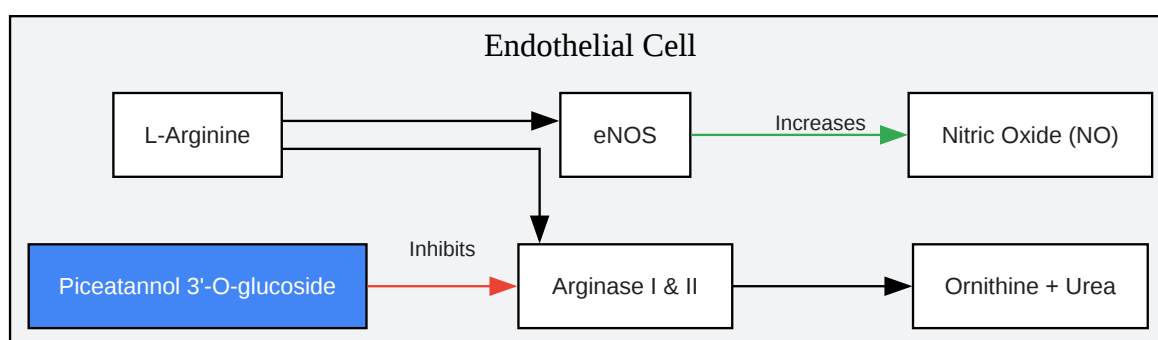 Endothelial Cell
L-Arginine
eNOS
Increases
Nitric Oxide (NO)
Piceatannol 3'-O-glucoside
Inhibits
Arginase I & II
Ornithine + Urea